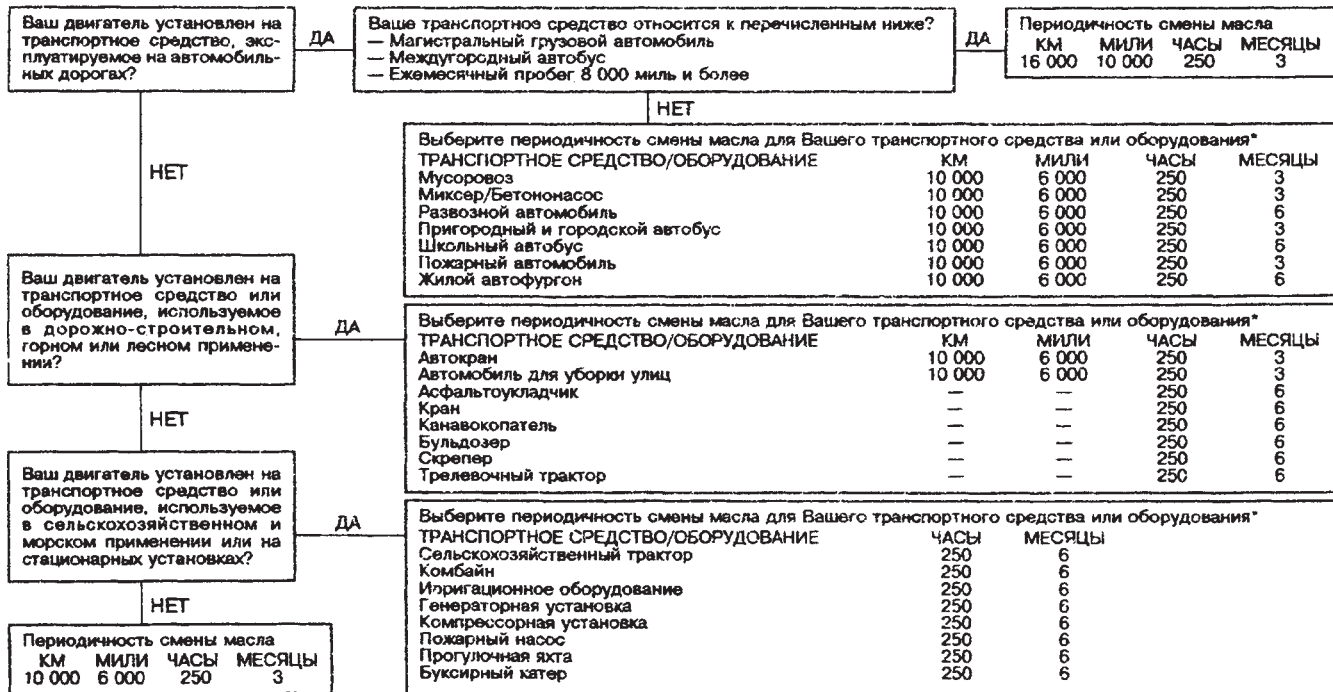 Ваш двигатель установлен на
транспортное средство, экс-
плуатируемое на автомобиль-
ных дорогах?
ДА
Ваше транспортное средство относится к перечисленным ниже?
— Магистральный грузовой автомобиль
— Междугородный автобус
— Ежемесячный пробег 8 000 миль и более
ДА
Периодичность смены масла
КМ МИЛИ ЧАСЫ МЕСЯЦЫ
16 000 10 000 250 3
НЕТ
НЕТ
Выберите периодичность смены масла для Вашего транспортного средства или оборудования*
ТРАНСПОРТНОЕ СРЕДСТВО/ОБОРУДОВАНИЕ КМ МИЛИ ЧАСЫ МЕСЯЦЫ
Мусоровоз 10 000 6 000 250 3
Миксер/Бетононасос 10 000 6 000 250 3
Развозной автомобиль 10 000 6 000 250 6
Пригородный и городской автобус 10 000 6 000 250 3
Школьный автобус 10 000 6 000 250 6
Пожарный автомобиль 10 000 6 000 250 3
Жилой автофургон 10 000 6 000 250 6
Ваш двигатель установлен на
транспортное средство или
оборудование, используемое
в дорожно-строительном,
горном или лесном примене-
нии?
ДА
Выберите периодичность смены масла для Вашего транспортного средства или оборудования*
ТРАНСПОРТНОЕ СРЕДСТВО/ОБОРУДОВАНИЕ КМ МИЛИ ЧАСЫ МЕСЯЦЫ
Автокран 10 000 6 000 250 3
Автомобиль для уборки улиц 10 000 6 000 250 3
Асфальтоукладчик — — 250 6
Кран — — 250 6
Канавокопатель — — 250 6
Бульдозер — — 250 6
Скрепер — — 250 6
Трелевочный трактор — — 250 6
НЕТ
Ваш двигатель установлен на
транспортное средство или
оборудование, используемое
в сельскохозяйственном и
морском применении или на
стационарных установках?
ДА
Выберите периодичность смены масла для Вашего транспортного средства или оборудования*
ТРАНСПОРТНОЕ СРЕДСТВО/ОБОРУДОВАНИЕ ЧАСЫ МЕСЯЦЫ
Сельскохозяйственный трактор 250 6
Комбайн 250 6
Ирригационное оборудование 250 6
Генераторная установка 250 6
Компрессорная установка 250 6
Пожарный насос 250 6
Прогулочная яхта 250 6
Буксирный катер 250 6
НЕТ
Периодичность смены масла
КМ МИЛИ ЧАСЫ МЕСЯЦЫ
10 000 6 000 250 3